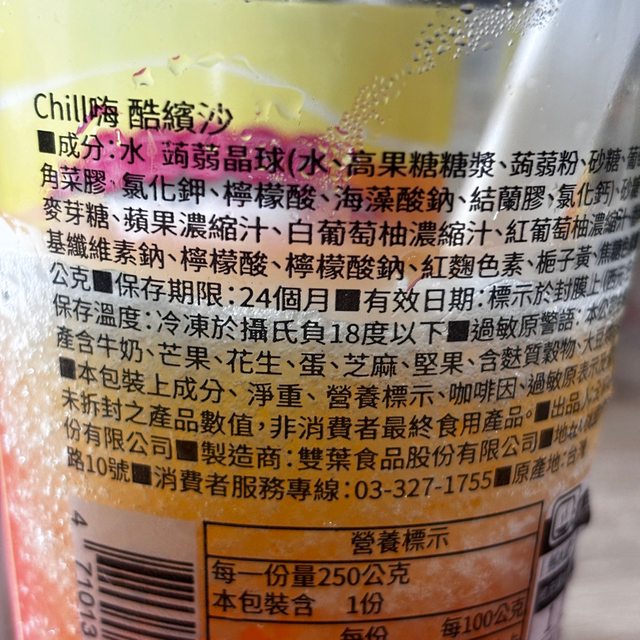 Chill嗨 酷繽沙
■成分:水、蒟蒻晶球(水、高果糖糖漿、蒟蒻粉、砂糖、
角菜膠、氯化鉀、檸檬酸、海藻酸鈉、結蘭膠、氯化鈣)、
麥芽糖、蘋果濃縮汁、白葡萄柚濃縮汁、紅葡萄柚濃縮汁、
基纖維素鈉、檸檬酸、檸檬酸鈉、紅麴色素、梔子黃、
公克■保存期限:24個月■有效日期:標示於封膜上
保存溫度:冷凍於攝氏負18度以下■過敏原警語:本
產含牛奶、芒果、花生、蛋、芝麻、堅果、含麩質穀物、大豆
■本包裝上成分、淨重、營養標示、咖啡因、過敏原表示
未拆封之產品數值,非消費者最終食用產品。■出品
份有限公司■製造商:雙葉食品股份有限公司■地址
路10號■消費者服務專線:03-327-1755■原產地:台灣
營養標示
每一份量250公克
本包裝含 1份
每份 每100公克
4 71013